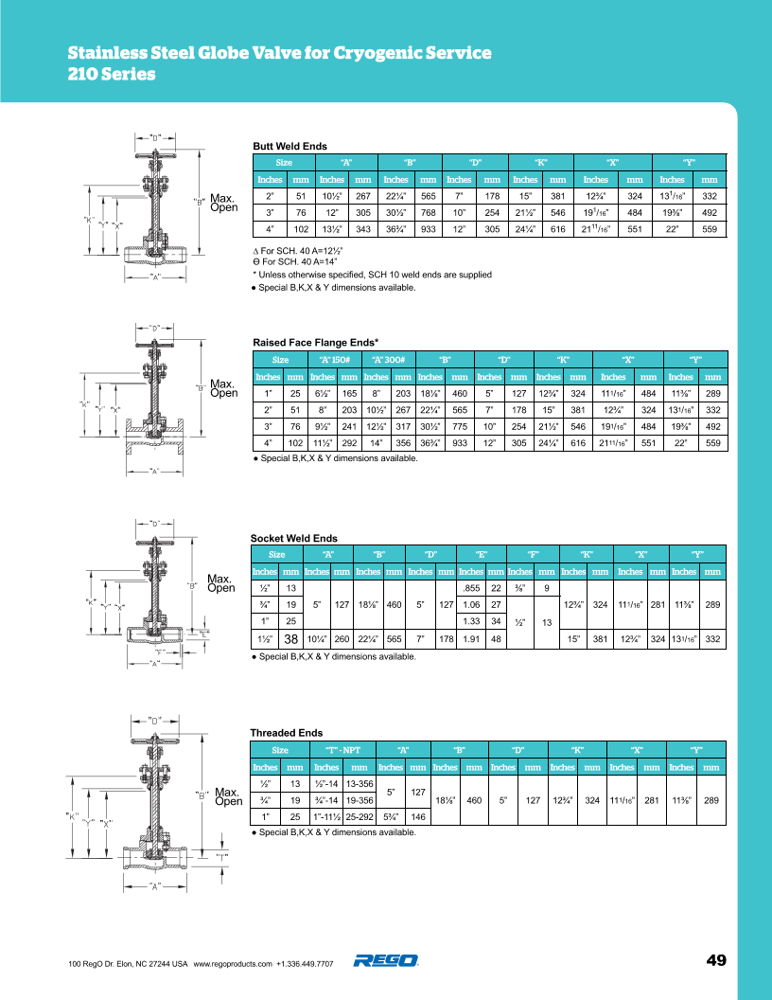 Stainless Steel Globe Valve for Cryogenic Service
210 Series
"D"
"B"
Max.
Open
"K"
"Y"
"X"
"A"
Butt Weld Ends
Size "A" "B" "D" "K" "X" "Y"
Inches mm Inches mm Inches mm Inches mm Inches mm Inches mm Inches mm
2" 51 10½" 267 22¼" 565 7" 178 15" 381 12¾" 324 13¹/16" 332
3" 76 12" 305 30½" 768 10" 254 21½" 546 19¹/16" 484 19⅜" 492
4" 102 13½" 343 36¾" 933 12" 305 24¼" 616 21¹¹/16" 551 22" 559
∆ For SCH. 40 A=12½"
Ө For SCH. 40 A=14"
* Unless otherwise specified, SCH 10 weld ends are supplied
● Special B,K,X & Y dimensions available.
"D"
"B"
Max.
Open
"K"
"Y"
"X"
"A"
Raised Face Flange Ends*
Size "A" 150# "A" 300# "B" "D" "K" "X" "Y"
Inches mm Inches mm Inches mm Inches mm Inches mm Inches mm Inches mm Inches mm
1" 25 6½" 165 8" 203 18⅛" 460 5" 127 12¾" 324 111/16" 484 11⅜" 289
2" 51 8" 203 10½" 267 22¼" 565 7" 178 15" 381 12¾" 324 131/16" 332
3" 76 9½" 241 12½" 317 30½" 775 10" 254 21½" 546 191/16" 484 19⅜" 492
4" 102 11½" 292 14" 356 36¾" 933 12" 305 24¼" 616 2111/16" 551 22" 559
● Special B,K,X & Y dimensions available.
"D"
"B"
Max.
Open
"K"
"Y"
"X"
"E"
"F"
"A"
Socket Weld Ends
Size "A" "B" "D" "E" "F" "K" "X" "Y"
Inches mm Inches mm Inches mm Inches mm Inches mm Inches mm Inches mm Inches mm Inches mm
½" 13 .855 22 ⅜" 9
¾" 19 5" 127 18⅛" 460 5" 127 1.06 27 12¾" 324 111/16" 281 11⅜" 289
1" 25 1.33 34 ½" 13
1½" 38 10¼" 260 22¼" 565 7" 178 1.91 48 15" 381 12¾" 324 131/16" 332
● Special B,K,X & Y dimensions available.
"D"
"B"
Max.
Open
"K"
"Y"
"X"
"T"
"A"
Threaded Ends
Size "T" - NPT "A" "B" "D" "K" "X" "Y"
Inches mm Inches mm Inches mm Inches mm Inches mm Inches mm Inches mm Inches mm
½" 13 ½"-14 13-356 5" 127
¾" 19 ¾"-14 19-356 18⅛" 460 5" 127 12¾" 324 111/16" 281 11⅜" 289
1" 25 1"-11½ 25-292 5¾" 146
● Special B,K,X & Y dimensions available.
100 RegO Dr. Elon, NC 27244 USA www.regoproducts.com +1.336.449.7707
REGO
49